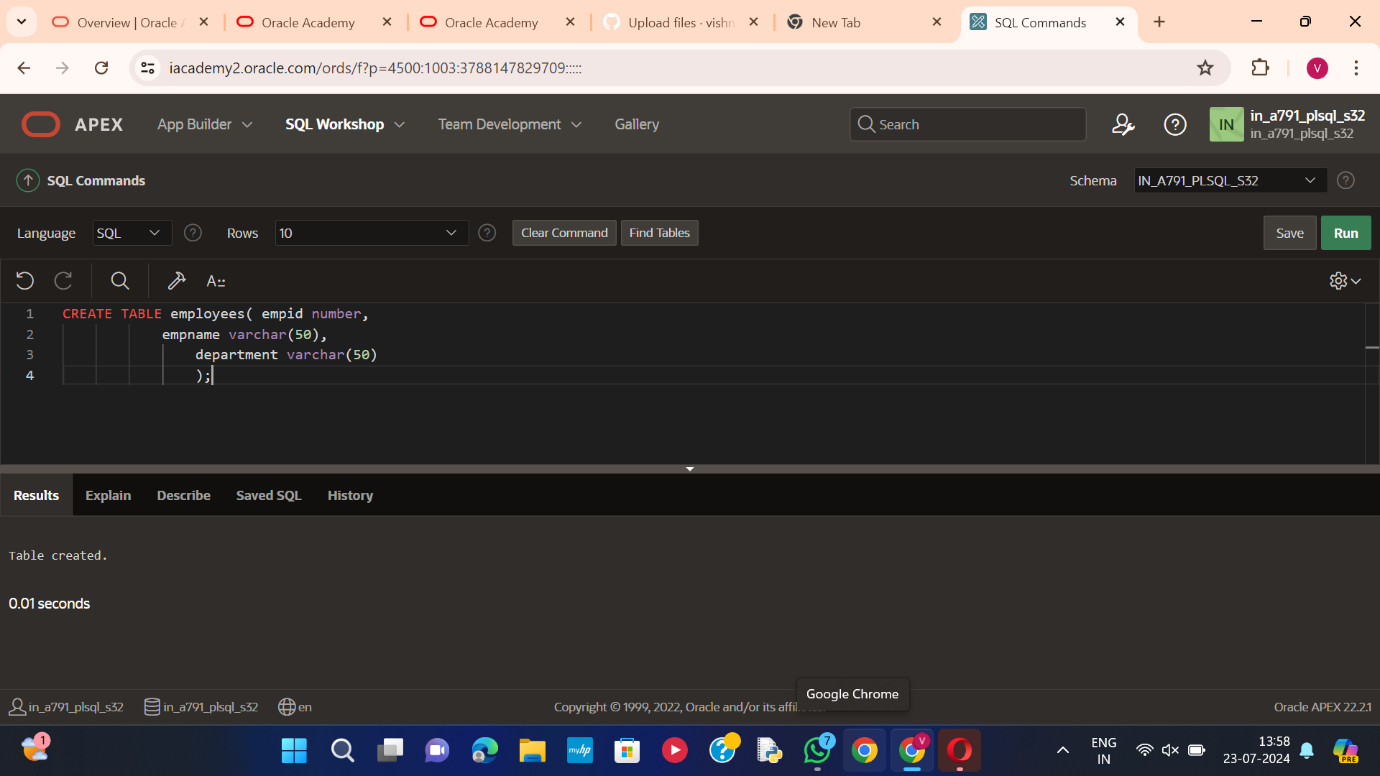 Overview | Oracle A
Oracle Academy
Oracle Academy
Upload files · vishn
New Tab
SQL Commands
iacademy2.oracle.com/ords/f?p=4500:1003:3788147829709:::::
V
APEX
App Builder
SQL Workshop
Team Development
Gallery
Search
IN
in_a791_plsql_s32
in_a791_plsql_s32
SQL Commands
Schema
IN_A791_PLSQL_S32
Language
SQL
Rows
10
Clear Command
Find Tables
Save
Run
1 CREATE TABLE employees( empid number,
2 empname varchar(50),
3 department varchar(50)
4 );
Results
Explain
Describe
Saved SQL
History
Table created.
0.01 seconds
Google Chrome
in_a791_plsql_s32
in_a791_plsql_s32
en
Copyright © 1999, 2022, Oracle and/or its
Oracle APEX 22.2.1
1
myhp
7
V
ENG
IN
13:58
23-07-2024
PRE